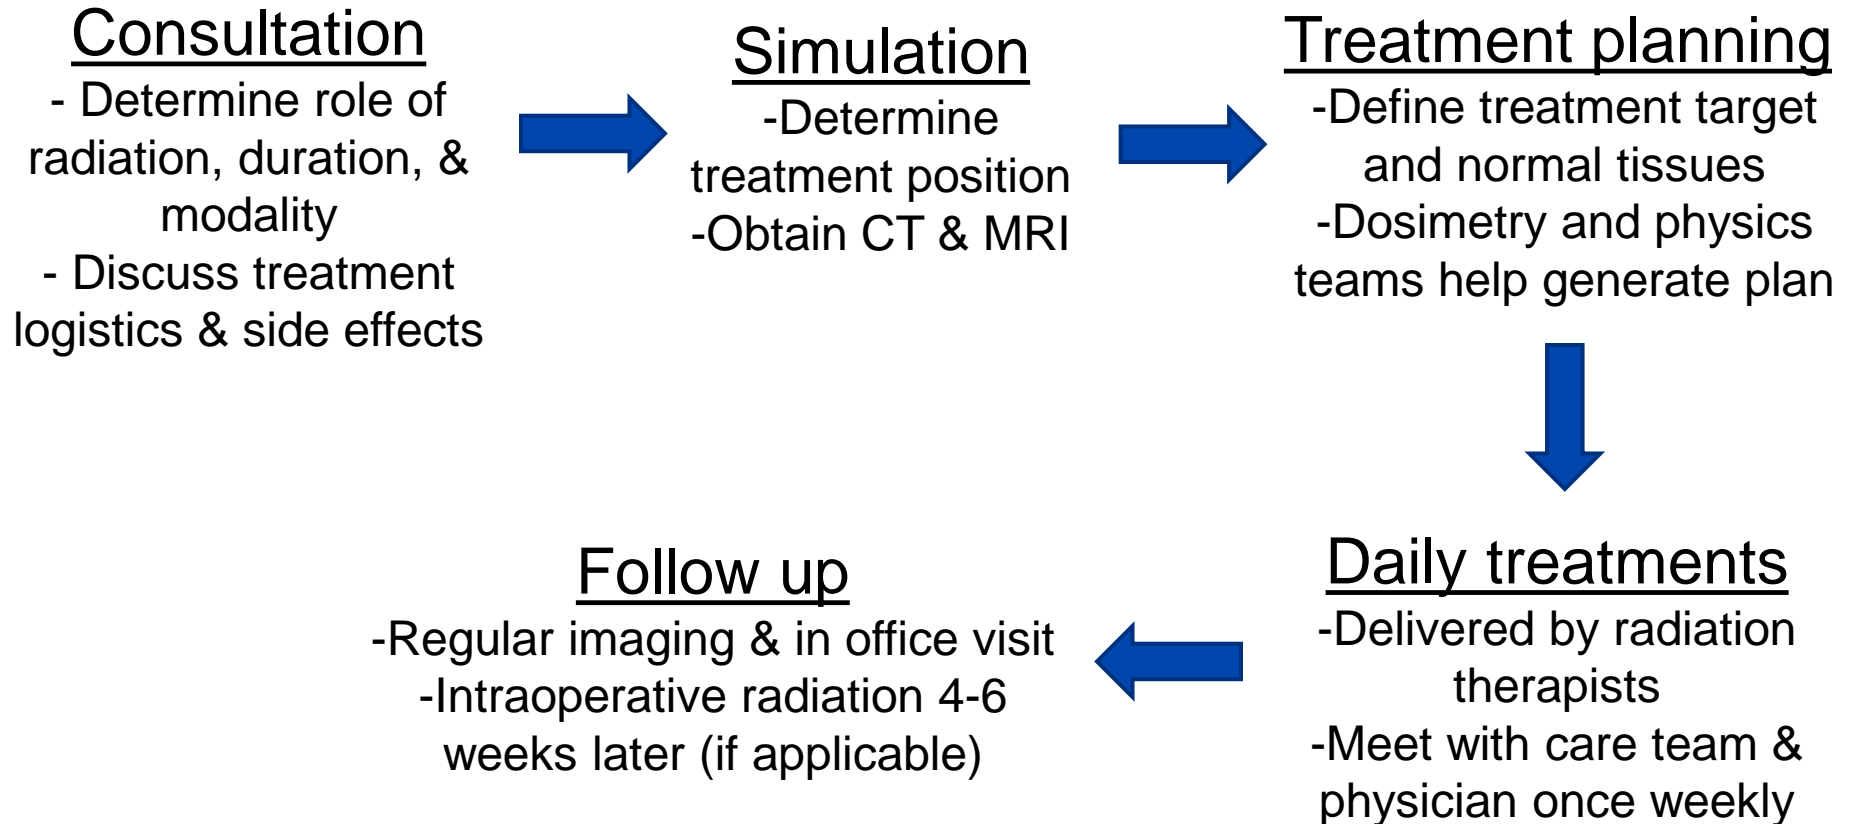 Consultation
- Determine role of
radiation, duration, &
modality
- Discuss treatment
logistics & side effects
Simulation
-Determine
treatment position
-Obtain CT & MRI
Treatment planning
-Define treatment target
and normal tissues
-Dosimetry and physics
teams help generate plan
Daily treatments
-Delivered by radiation
therapists
-Meet with care team &
physician once weekly
Follow up
-Regular imaging & in office visit
-Intraoperative radiation 4-6
weeks later (if applicable)